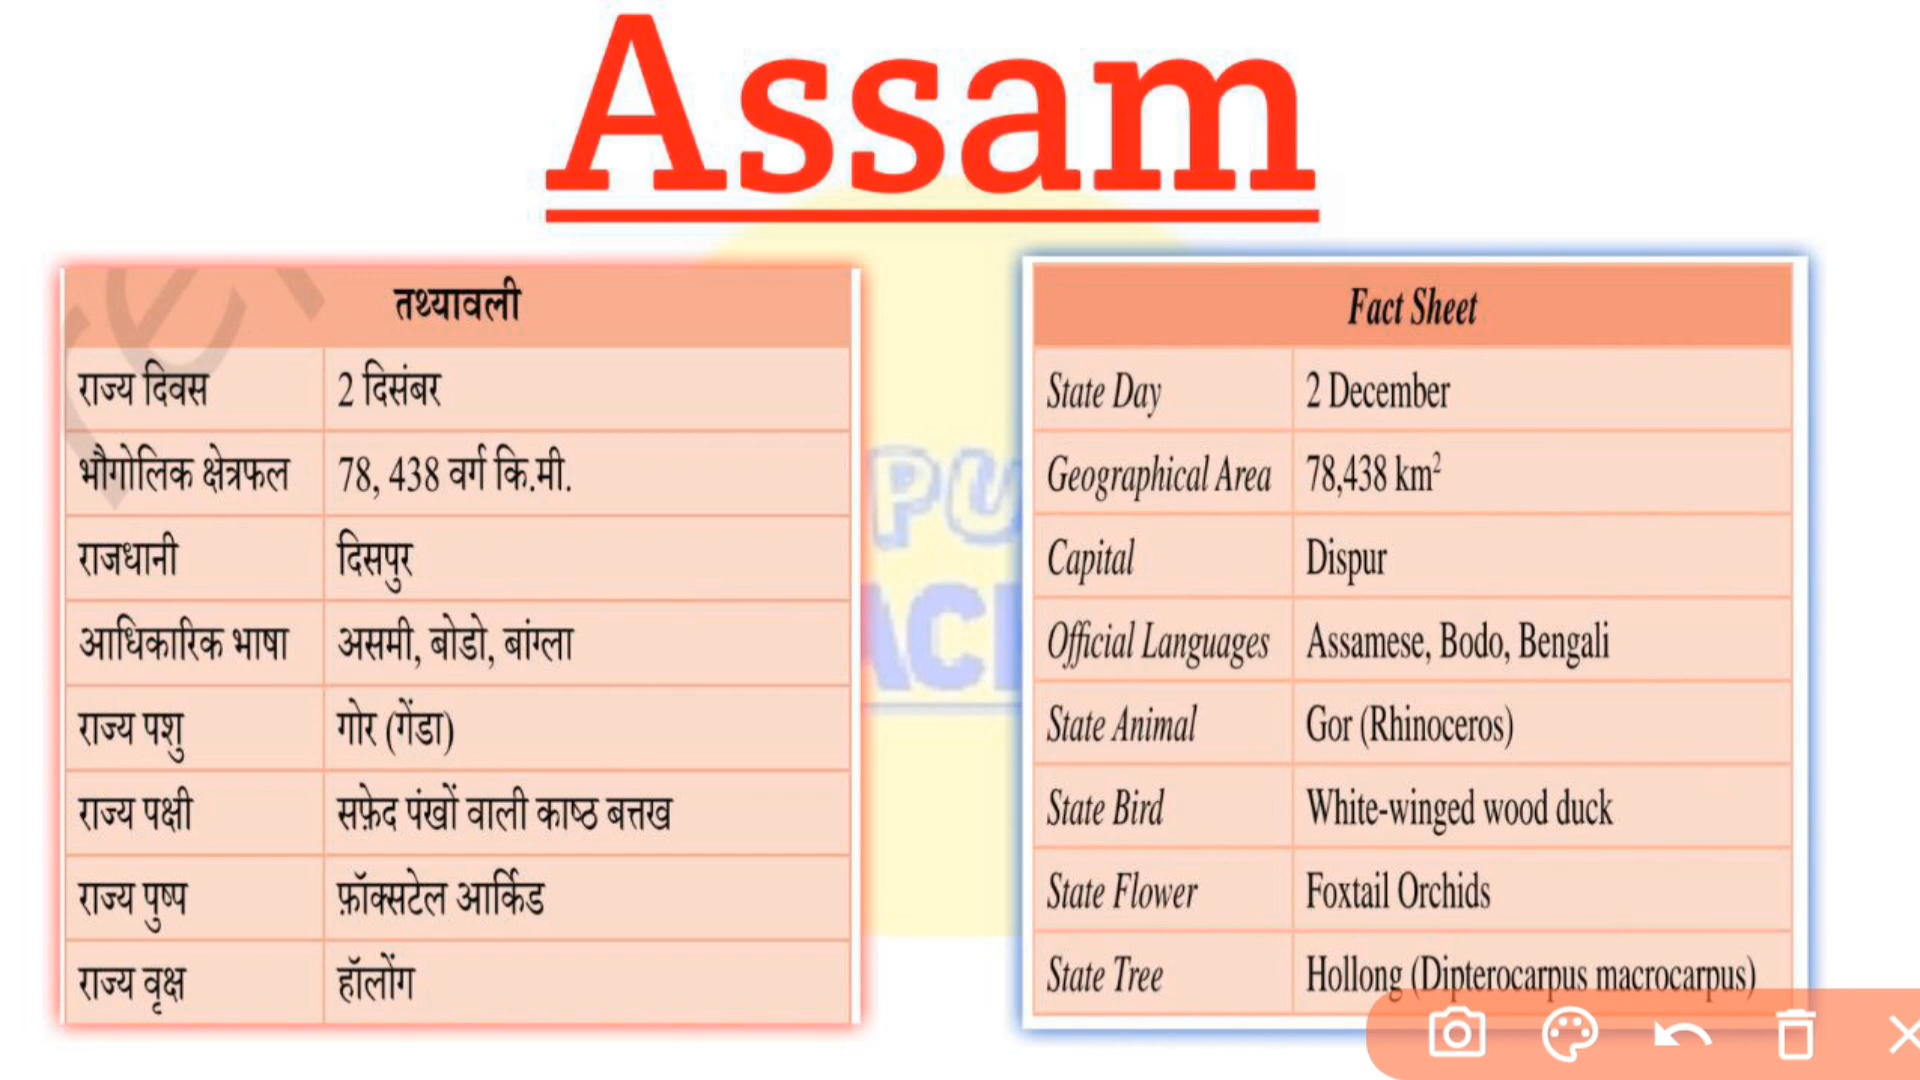 Assam
तथ्यावली
राज्य दिवस 2 दिसंबर
भौगोलिक क्षेत्रफल 78, 438 वर्ग कि.मी.
राजधानी दिसपुर
आधिकारिक भाषा असमी, बोडो, बांग्ला
राज्य पशु गोर (गेंडा)
राज्य पक्षी सफ़ेद पंखों वाली काष्ठ बत्तख
राज्य पुष्प फ़ॉक्सटेल आर्किड
राज्य वृक्ष हॉलोंग
Fact Sheet
State Day 2 December
Geographical Area 78,438 km²
Capital Dispur
Official Languages Assamese, Bodo, Bengali
State Animal Gor (Rhinoceros)
State Bird White-winged wood duck
State Flower Foxtail Orchids
State Tree Hollong (Dipterocarpus macrocarpus)